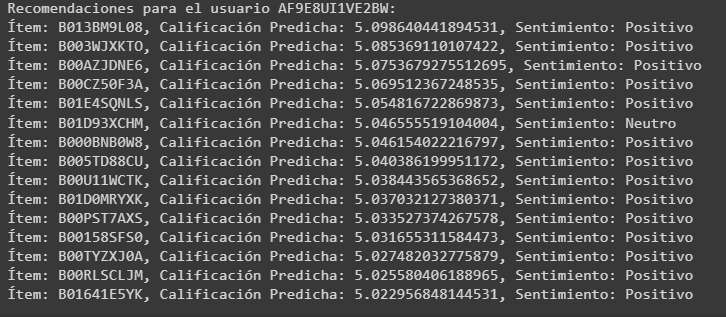 Recomendaciones para el usuario AF9E8UI1VE2BW:
Ítem: B013BM9L08, Calificación Predicha: 5.098640441894531, Sentimiento: Positivo
Ítem: B003WJXKTO, Calificación Predicha: 5.085369110107422, Sentimiento: Positivo
Ítem: B00AZJDNE6, Calificación Predicha: 5.0753679275512695, Sentimiento: Positivo
Ítem: B00CZ50F3A, Calificación Predicha: 5.069512367248535, Sentimiento: Positivo
Ítem: B01E4SQNLS, Calificación Predicha: 5.054816722869873, Sentimiento: Positivo
Ítem: B01D93XCHM, Calificación Predicha: 5.046555519104004, Sentimiento: Neutro
Ítem: B000BNB0W8, Calificación Predicha: 5.046154022216797, Sentimiento: Positivo
Ítem: B005TD88CU, Calificación Predicha: 5.040386199951172, Sentimiento: Positivo
Ítem: B00U11WCTK, Calificación Predicha: 5.038443565368652, Sentimiento: Positivo
Ítem: B01D0MRYXK, Calificación Predicha: 5.037032127380371, Sentimiento: Positivo
Ítem: B00PST7AXS, Calificación Predicha: 5.033527374267578, Sentimiento: Positivo
Ítem: B00158SFS0, Calificación Predicha: 5.031655311584473, Sentimiento: Positivo
Ítem: B00TYZXJ0A, Calificación Predicha: 5.027482032775879, Sentimiento: Positivo
Ítem: B00RLSCLJM, Calificación Predicha: 5.025580406188965, Sentimiento: Positivo
Ítem: B01641E5YK, Calificación Predicha: 5.022956848144531, Sentimiento: Positivo